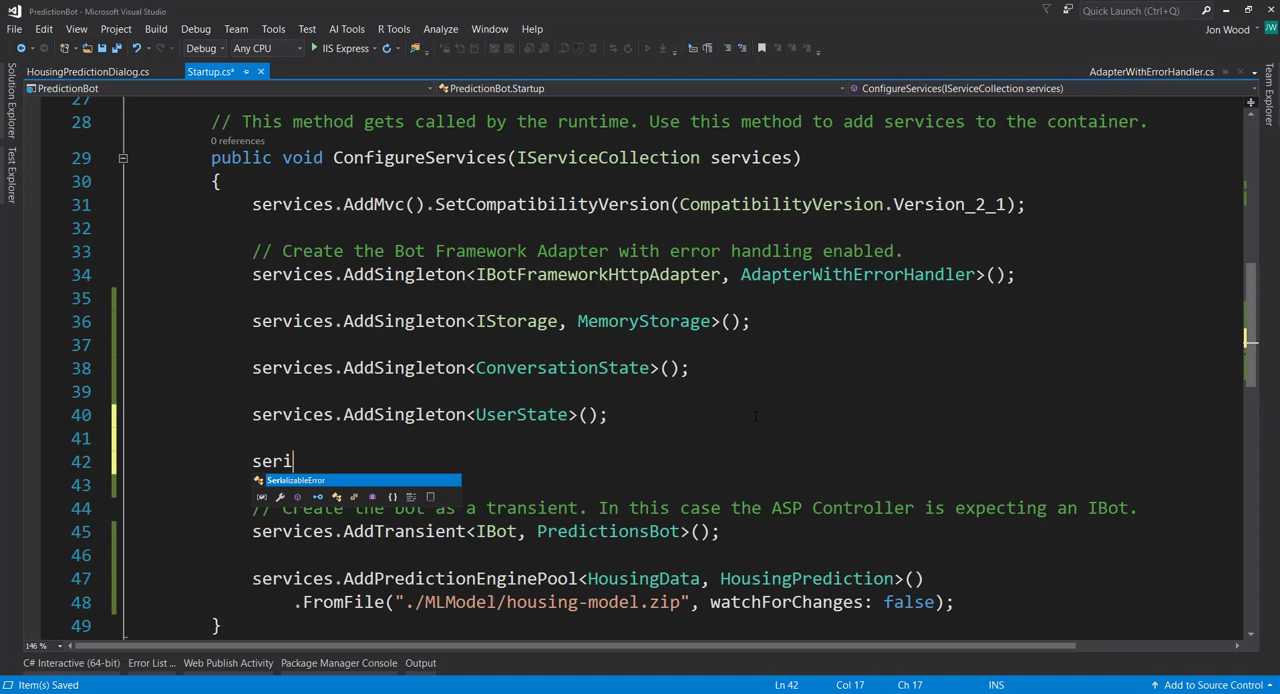 PredictionBot - Microsoft Visual Studio
Quick Launch (Ctrl+Q)
File Edit View Project Build Debug Team Tools Test AI Tools R Tools Analyze Window Help
Jon Wood JW
Debug Any CPU IIS Express
HousingPredictionDialog.cs Startup.cs* AdapterWithErrorHandler.cs
PredictionBot PredictionBot.Startup ConfigureServices(IServiceCollection services)
Solution Explorer
Test Explorer
Team Explorer
27
28 // This method gets called by the runtime. Use this method to add services to the container.
0 references
29 public void ConfigureServices(IServiceCollection services)
30 {
31 services.AddMvc().SetCompatibilityVersion(CompatibilityVersion.Version_2_1);
32
33 // Create the Bot Framework Adapter with error handling enabled.
34 services.AddSingleton<IBotFrameworkHttpAdapter, AdapterWithErrorHandler>();
35
36 services.AddSingleton<IStorage, MemoryStorage>();
37
38 services.AddSingleton<ConversationState>();
39
40 services.AddSingleton<UserState>();
41
42 seri
SerializableError
43
44 // Create the bot as a transient. In this case the ASP Controller is expecting an IBot.
45 services.AddTransient<IBot, PredictionsBot>();
46
47 services.AddPredictionEnginePool<HousingData, HousingPrediction>()
48 .FromFile("./MLModel/housing-model.zip", watchForChanges: false);
49 }
146 %
C# Interactive (64-bit) Error List ... Web Publish Activity Package Manager Console Output
Item(s) Saved Ln 42 Col 17 Ch 17 INS Add to Source Control